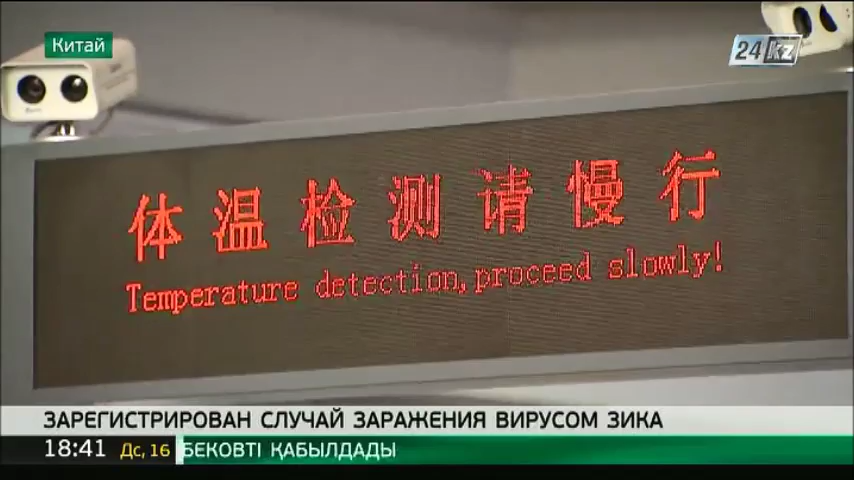 Китай
24kz
体温检测请慢行
Temperature detection,proceed slowly!
ЗАРЕГИСТРИРОВАН СЛУЧАЙ ЗАРАЖЕНИЯ ВИРУСОМ ЗИКА
18:41 Дс, 16 БЕКОВТІ ҚАБЫЛДАДЫ